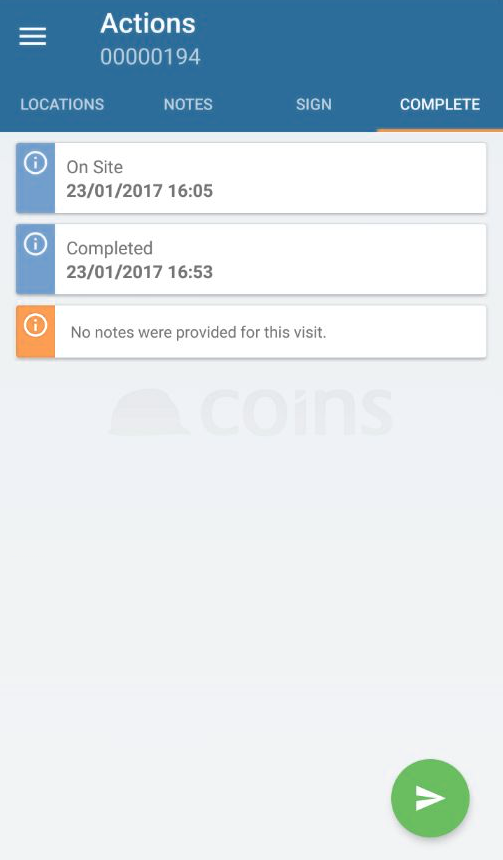 Actions
00000194
LOCATIONS NOTES SIGN COMPLETE
On Site
23/01/2017 16:05
Completed
23/01/2017 16:53
No notes were provided for this visit.
coins